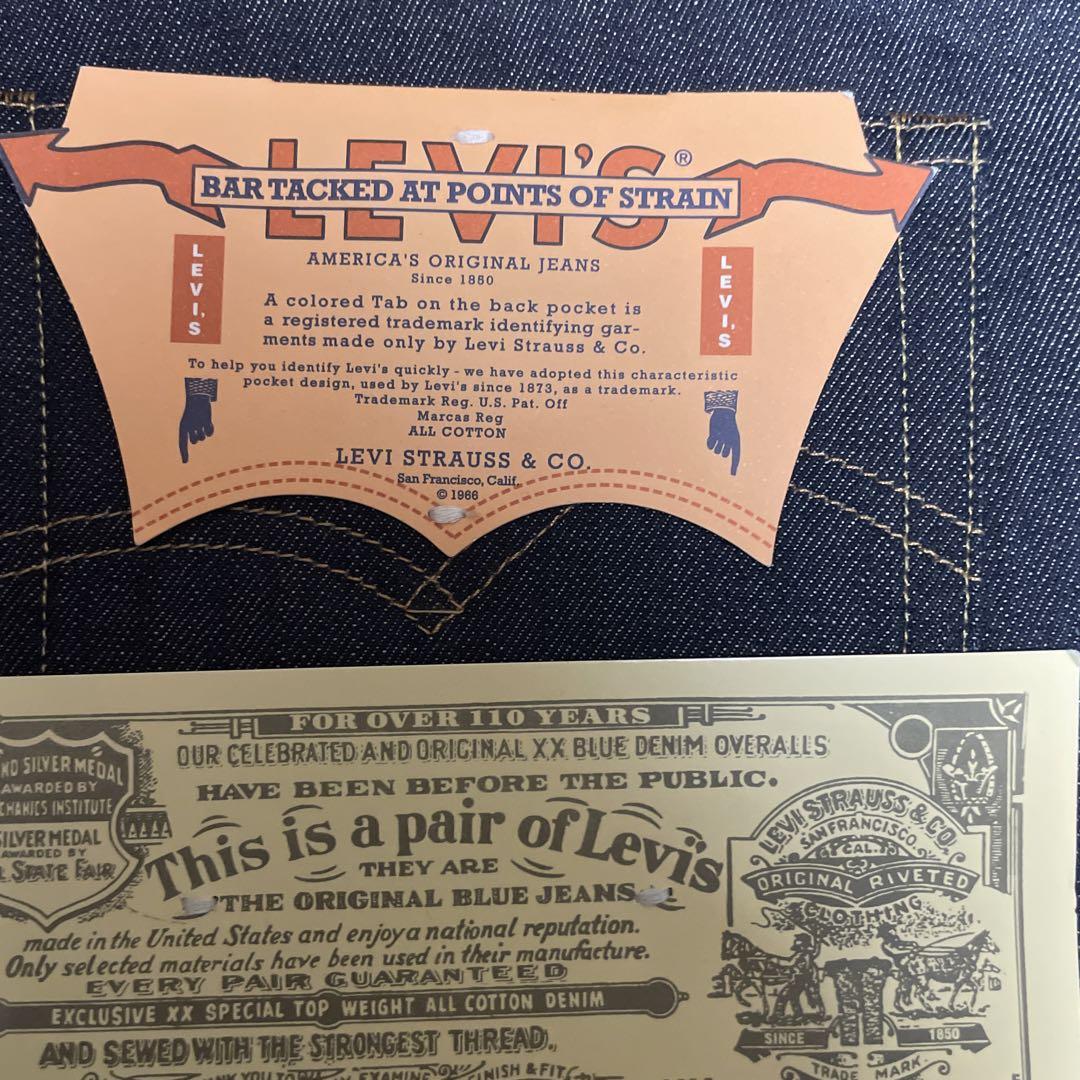 LEVI'S®
BAR TACKED AT POINTS OF STRAIN
AMERICA'S ORIGINAL JEANS
Since 1850
LEVI'S
LEVI'S
A colored Tab on the back pocket is
a registered trademark identifying gar-
ments made only by Levi Strauss & Co.
To help you identify Levi's quickly - we have adopted this characteristic
pocket design, used by Levi's since 1873, as a trademark.
Trademark Reg. U.S. Pat. Off
Marcas Reg
ALL COTTON
LEVI STRAUSS & CO.
San Francisco, Calif.
© 1966
FOR OVER 110 YEARS
OUR CELEBRATED AND ORIGINAL XX BLUE DENIM OVERALLS
HAVE BEEN BEFORE THE PUBLIC.
SILVER MEDAL
AWARDED BY
CHANICS INSTITUTE
SILVER MEDAL
AWARDED BY
STATE FAIR
This is a pair of Levi's
THEY ARE
THE ORIGINAL BLUE JEANS
made in the United States and enjoy a national reputation.
Only selected materials have been used in their manufacture.
EVERY PAIR GUARANTEED
EXCLUSIVE XX SPECIAL TOP WEIGHT ALL COTTON DENIM
AND SEWED WITH THE STRONGEST THREAD.
EXAMINE
FINISH & FIT
LEVI STRAUSS & CO.
SAN FRANCISCO.
CAL.
ORIGINAL RIVETED
CLOTHING
SINCE 1850
TRADE MARK